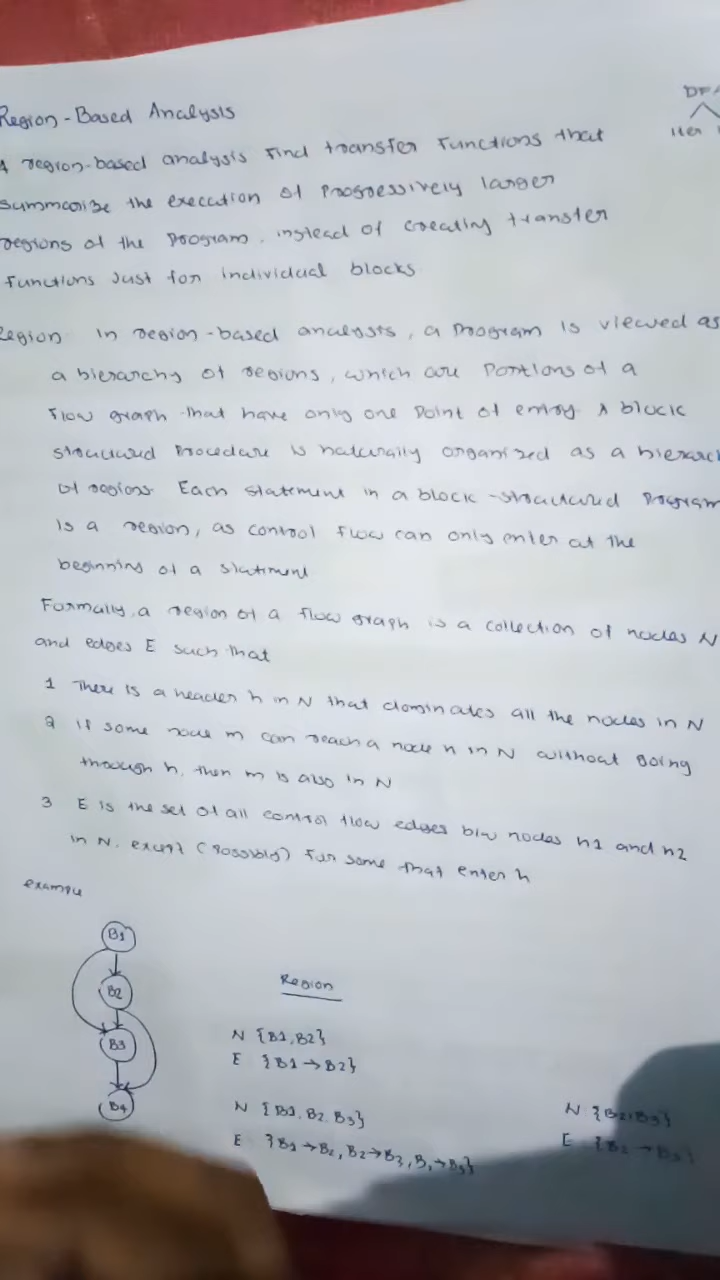 Region-Based Analysis
DFA
Iter
A region-based analysis find transfer functions that
summarize the execution of progressively larger
regions of the program, instead of creating transfer
functions just for individual blocks
Region In region-based analysis, a program is viewed as
a hierarchy of regions, which are portions of a
flow graph that have only one point of entry A block
structured procedure is naturally organized as a hierarch
of regions Each statement in a block-structured program
is a region, as control flow can only enter at the
beginning of a statement
Formally, a region of a flow graph is a collection of nodes N
and edges E such that
1 There is a header h in N that dominates all the nodes in N
2 if some node m can reach a node n in N without going
through h, then m is also in N
3 E is the set of all control flow edges b/w nodes n1 and n2
in N, except (possibly) for some that enter h
example
B1
B2
B3
B4
Region
N {B1, B2}
E {B1→B2}
N {B1, B2, B3}
E {B1→B2, B2→B3, B1→B3}
N {B2, B3}
E {B2→B3}